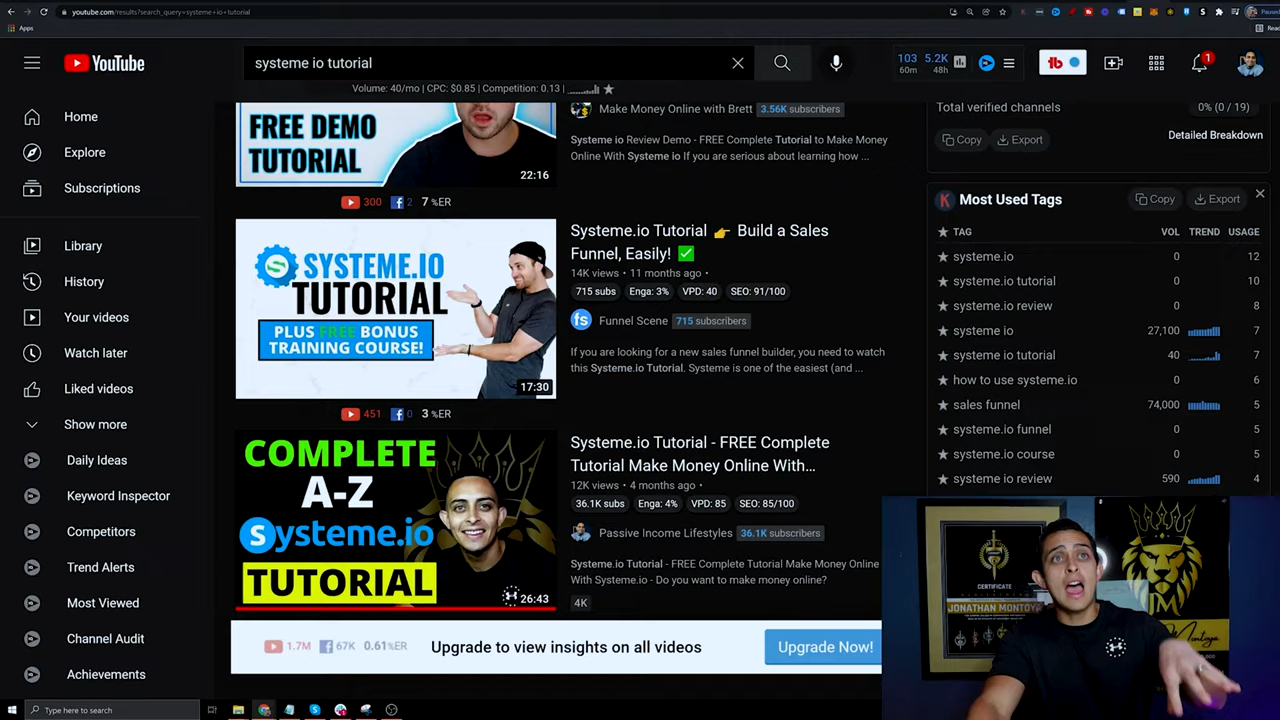 youtube.com/results?search_query=systeme+io+tutorial
Paused
Apps
YouTube
systeme io tutorial
103
60m
5.2K
48h
1
Volume: 40/mo | CPC: $0.85 | Competition: 0.13 |
Home
Explore
Subscriptions
Library
History
Your videos
Watch later
Liked videos
Show more
Daily Ideas
Keyword Inspector
Competitors
Trend Alerts
Most Viewed
Channel Audit
Achievements
FREE DEMO
TUTORIAL
22:16
Make Money Online with Brett 3.56K subscribers
Systeme io Review Demo - FREE Complete Tutorial to Make Money
Online With Systeme io If you are serious about learning how ...
300 2 7 %ER
SYSTEME.IO
TUTORIAL
PLUS FREE BONUS
TRAINING COURSE!
17:30
Systeme.io Tutorial 👉 Build a Sales
Funnel, Easily! ✅
14K views • 11 months ago •
715 subs Enga: 3% VPD: 40 SEO: 91/100
Funnel Scene 715 subscribers
If you are looking for a new sales funnel builder, you need to watch
this Systeme.io Tutorial. Systeme is one of the easiest (and ...
451 0 3 %ER
COMPLETE
A-Z
systeme.io
TUTORIAL
26:43
Systeme.io Tutorial - FREE Complete
Tutorial Make Money Online With...
12K views • 4 months ago •
36.1K subs Enga: 4% VPD: 85 SEO: 85/100
Passive Income Lifestyles 36.1K subscribers
Systeme.io Tutorial - FREE Complete Tutorial Make Money Online
With Systeme.io - Do you want to make money online?
4K
1.7M 67K 0.61%ER
Upgrade to view insights on all videos
Upgrade Now!
Total verified channels 0% (0 / 19)
Copy Export
Detailed Breakdown
Most Used Tags Copy Export
TAG VOL TREND USAGE
systeme.io 0 12
systeme.io tutorial 0 10
systeme.io review 0 8
systeme io 27,100 7
systeme io tutorial 40 7
how to use systeme.io 0 6
sales funnel 74,000 5
systeme.io funnel 0 5
systeme.io course 0 5
systeme io review 590 4
CERTIFICATE
JONATHAN MONTOYA
Type here to search